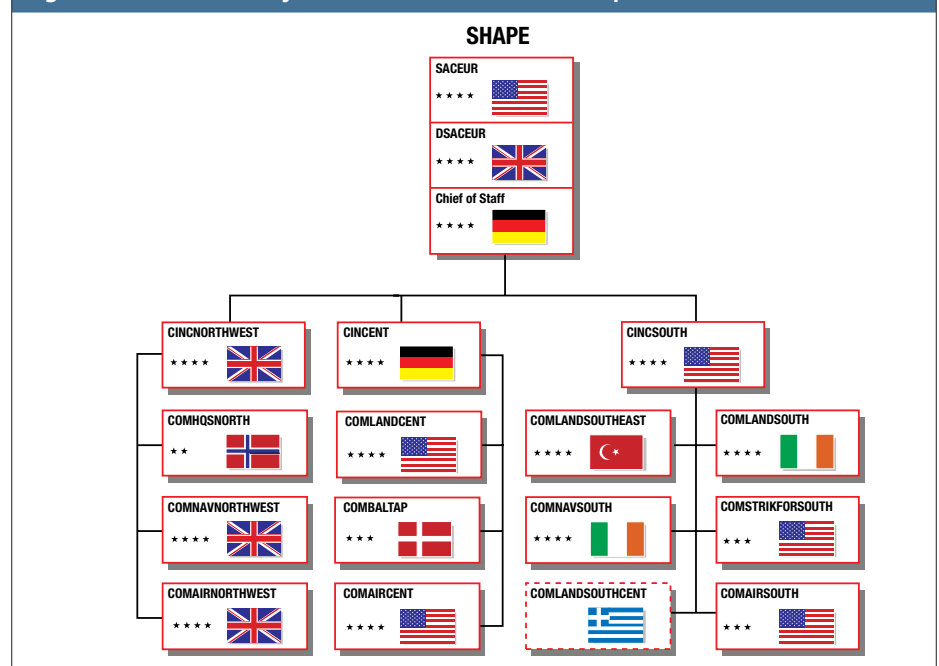 SHAPE
SACEUR
DSACEUR
Chief of Staff
CINCNORTHWEST
CINCENT
CINCSOUTH
COMHQSNORTH
COMLANDCENT
COMLANDSOUTHEAST
COMLANDSOUTH
COMNAVNORTHWEST
COMBALTAP
COMNAVSOUTH
COMSTRIKFORSOUTH
COMAIRNORTHWEST
COMAIRCENT
COMLANDSOUTHCENT
COMAIRSOUTH